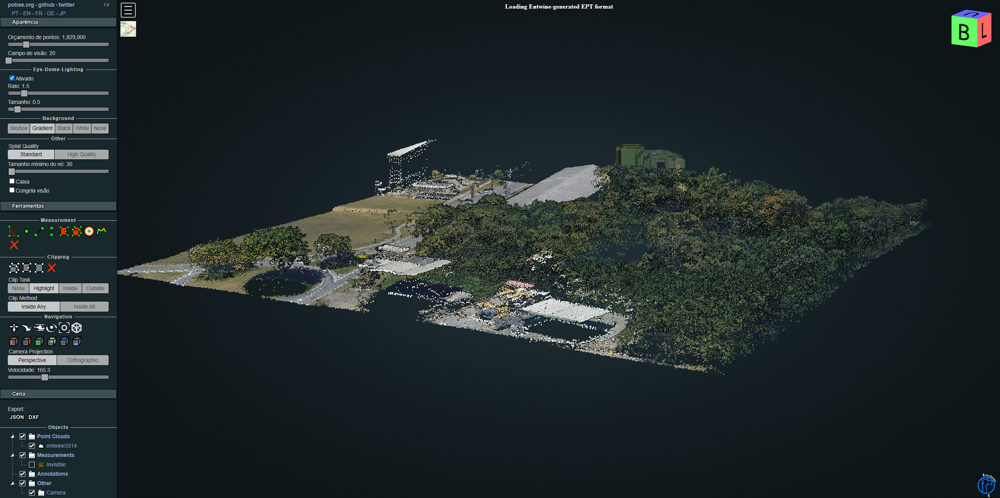 potree.org - github - twitter 1.6
PT - EN - FR - DE - JP
Aparência
Orçamento de pontos: 1,829,000
Campo de visão: 20
Eye-Dome-Lighting
Ativado
Raio: 1.5
Tamanho: 0.5
Background
Skybox Gradient Black White None
Other
Splat Quality
Standard High Quality
Tamanho mínimo do nó: 30
Caixa
Congela visão
Ferramentas
Measurement
Clipping
Clip Task
None Highlight Inside Outside
Clip Method
Inside Any Inside All
Navigation
Camera Projection
Perspective Orthographic
Velocidade: 165.3
Cena
Export:
JSON DXF
Objects
Point Clouds
entwine3314
Measurements
Invisible
Annotations
Other
Camera
Loading Entwine-generated EPT format
B L